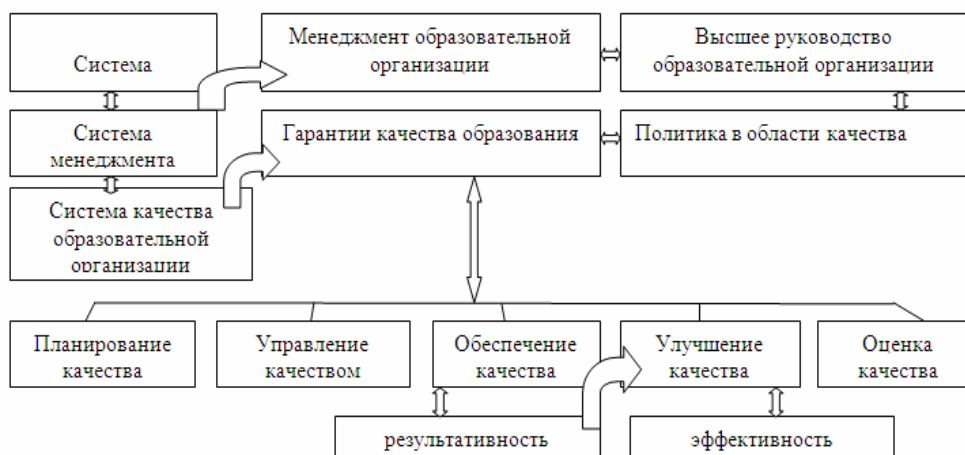 Система
Менеджмент образовательной
организации
Высшее руководство
образовательной организации
Система
менеджмента
Гарантии качества образования
Политика в области качества
Система качества
образовательной
организации
Планирование
качества
Управление
качеством
Обеспечение
качества
Улучшение
качества
Оценка
качества
результативность
эффективность